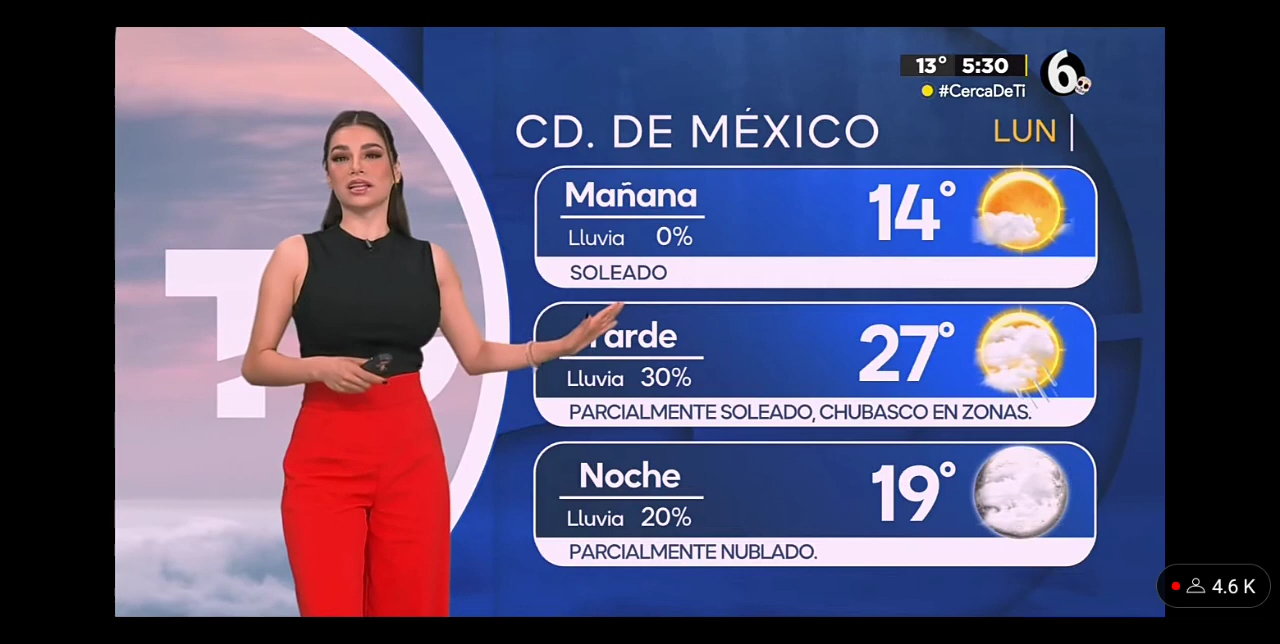 13° 5:30
6
#CercaDeTi
CD. DE MÉXICO LUN
Mañana
14°
Lluvia 0%
SOLEADO
Tarde
27°
Lluvia 30%
PARCIALMENTE SOLEADO, CHUBASCO EN ZONAS.
Noche
19°
Lluvia 20%
PARCIALMENTE NUBLADO.
4.6 K